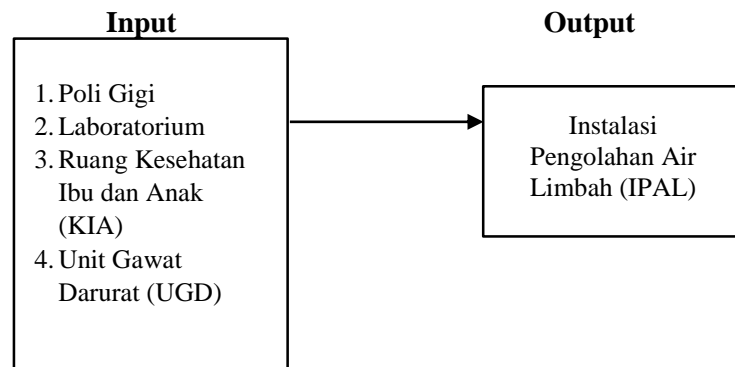 Input
Output
1. Poli Gigi
2. Laboratorium
3. Ruang Kesehatan
Ibu dan Anak
(KIA)
4. Unit Gawat
Darurat (UGD)
Instalasi
Pengolahan Air
Limbah (IPAL)